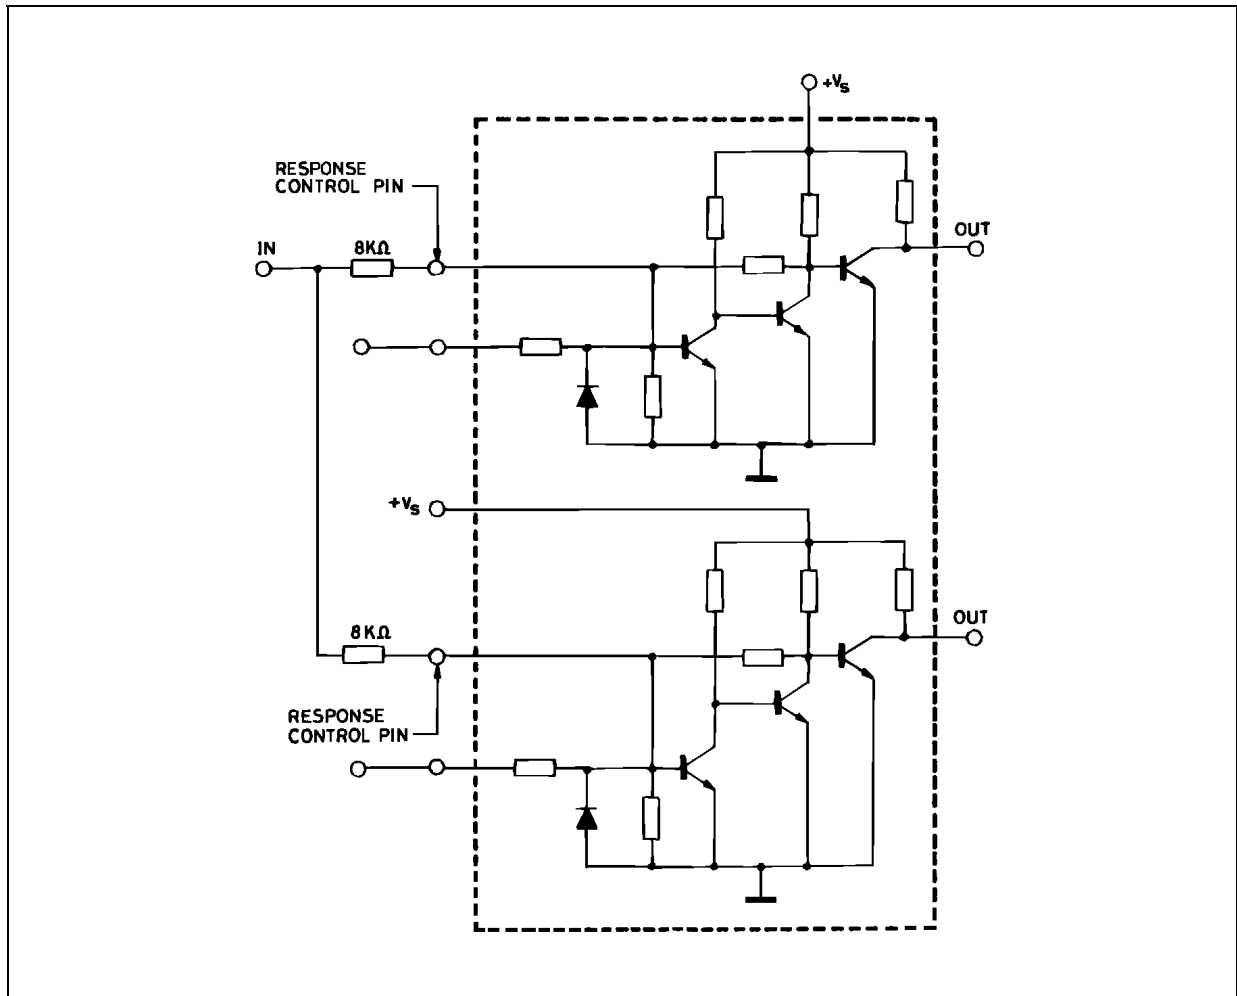 +Vs
RESPONSE
CONTROL PIN
IN
8KΩ
OUT
+Vs
8KΩ
OUT
RESPONSE
CONTROL PIN